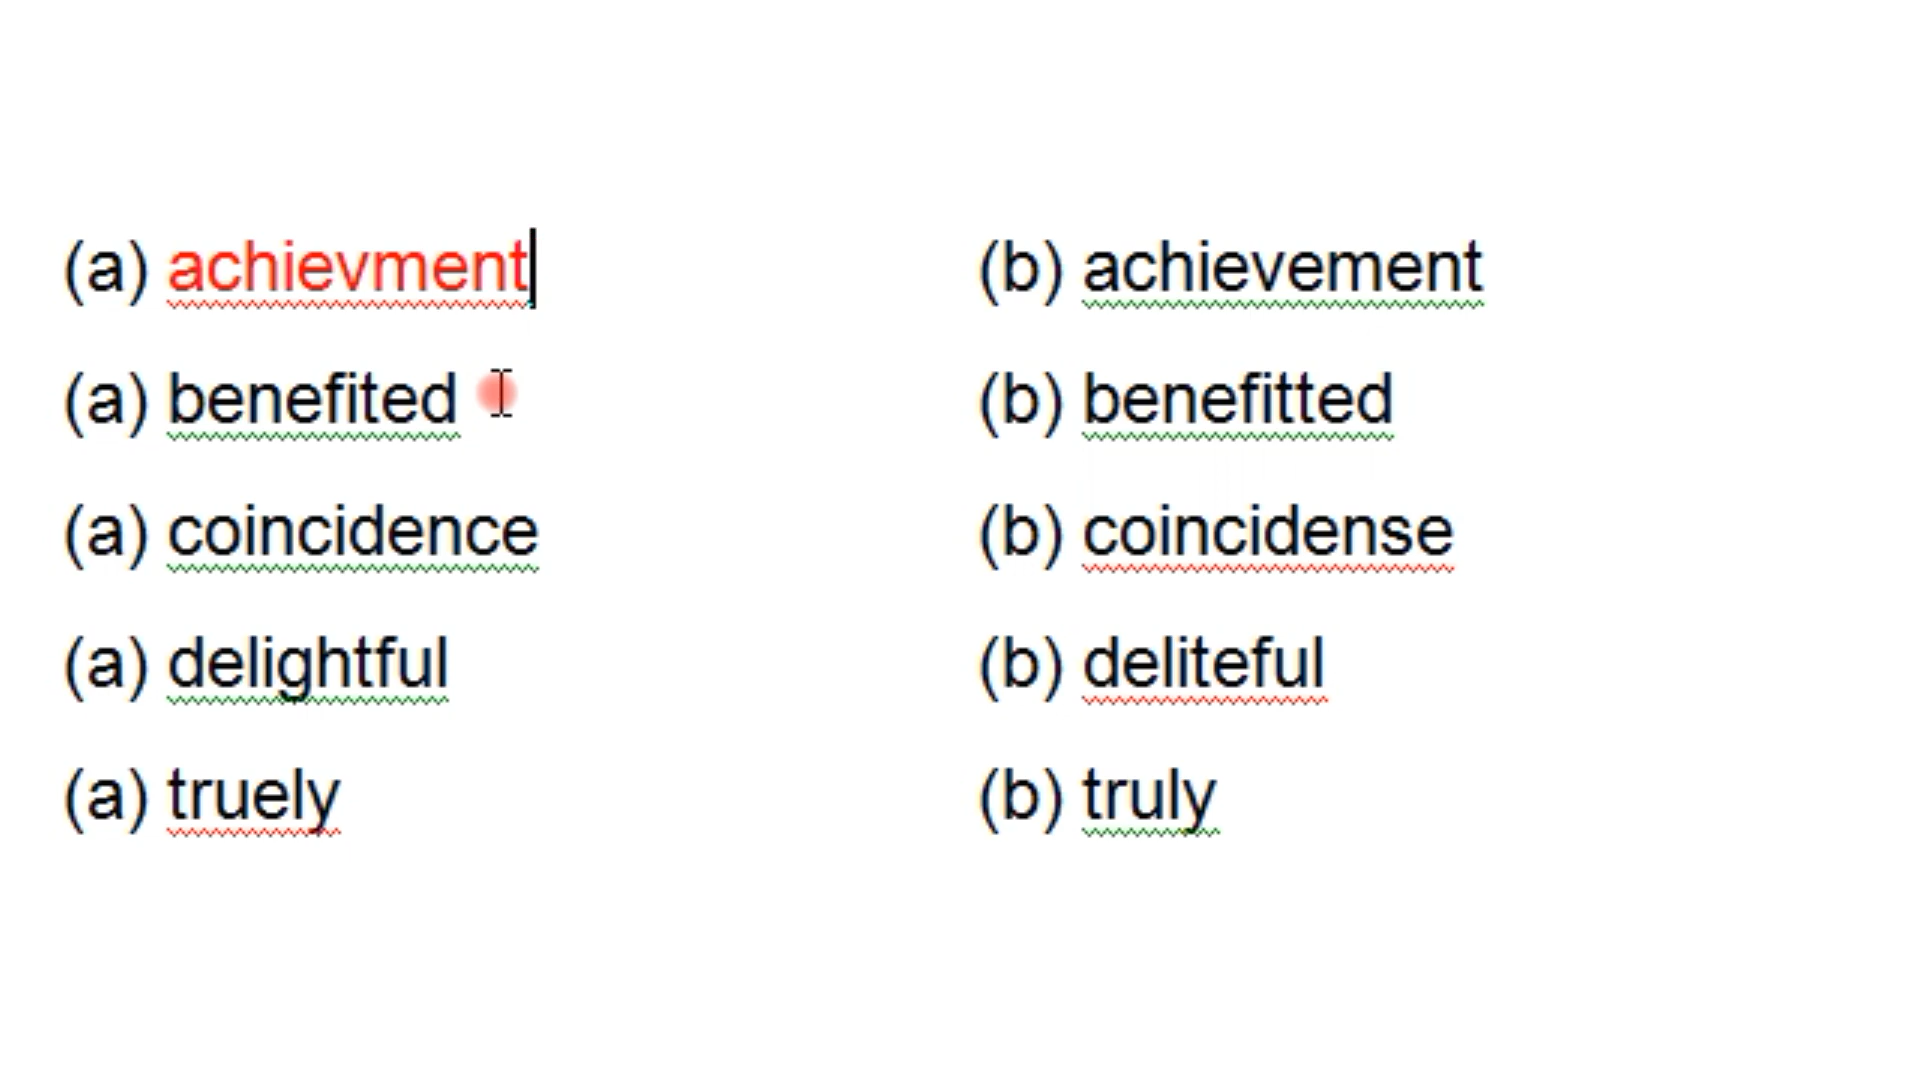 (a) achievment (b) achievement
(a) benefited (b) benefitted
(a) coincidence (b) coincidense
(a) delightful (b) deliteful
(a) truely (b) truly